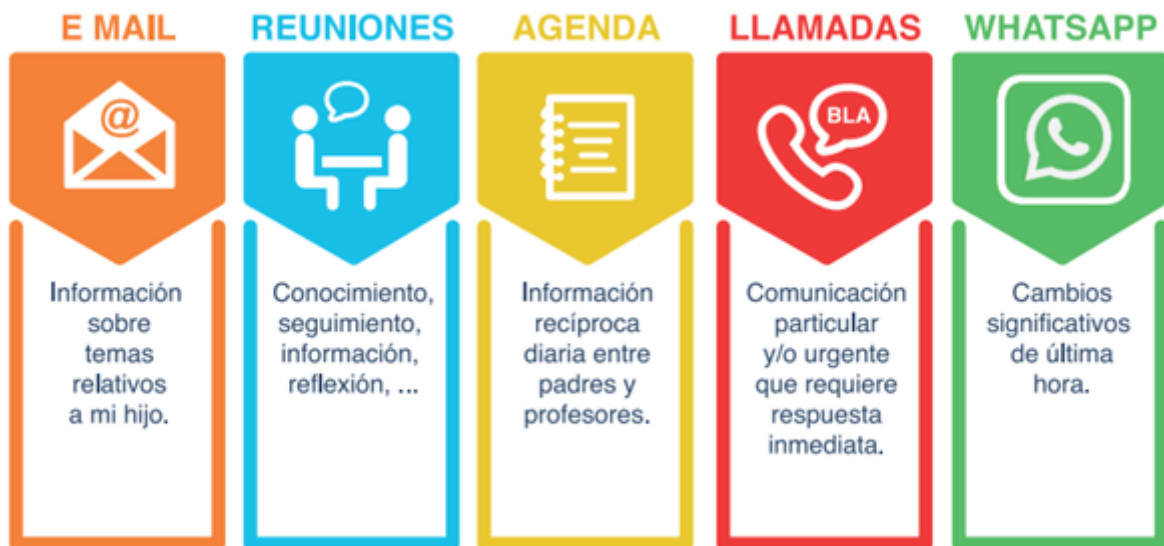 E MAIL
REUNIONES
AGENDA
LLAMADAS
WHATSAPP
@
BLA
Información
sobre
temas
relativos
a mi hijo.
Conocimiento,
seguimiento,
información,
reflexión, ...
Información
recíproca
diaria entre
padres y
profesores.
Comunicación
particular
y/o urgente
que requiere
respuesta
inmediata.
Cambios
significativos
de última
hora.